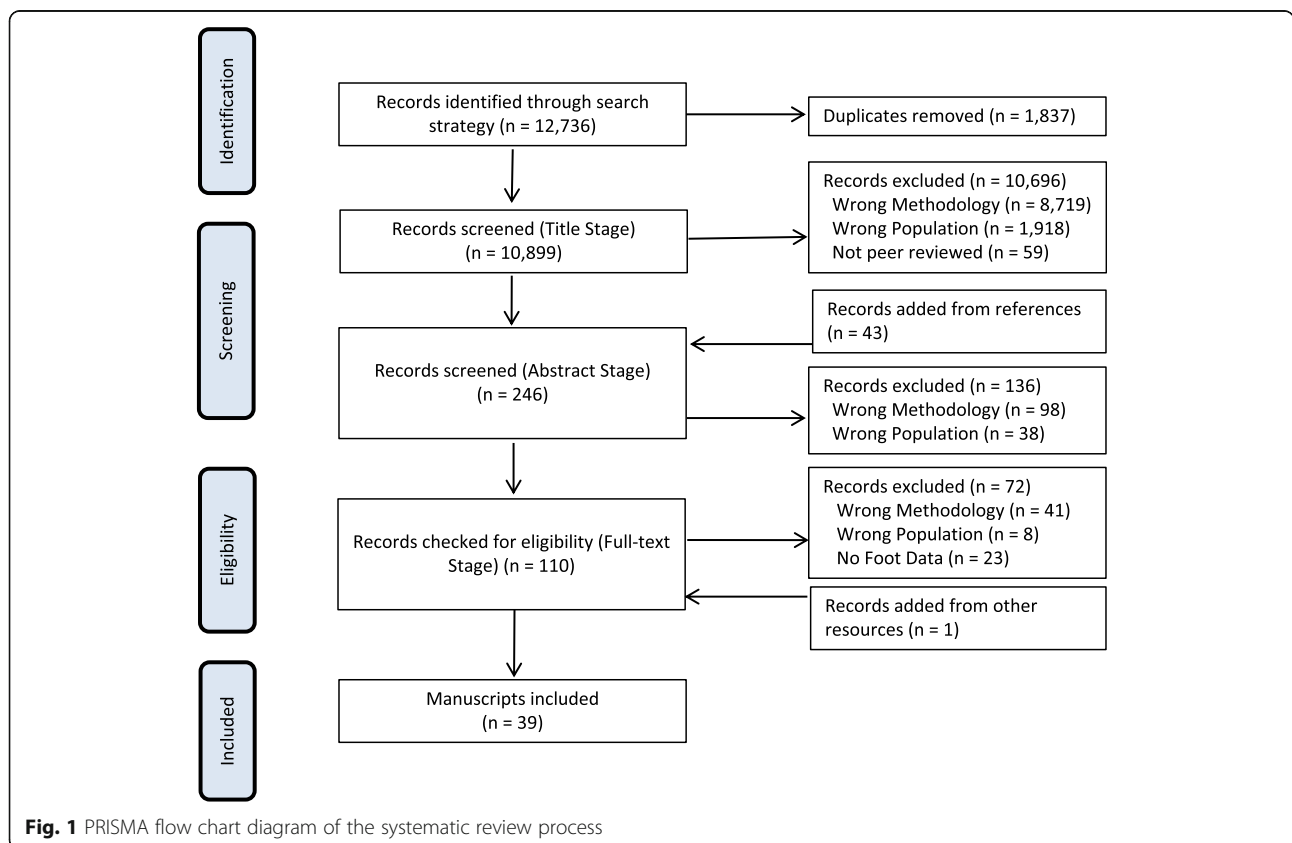 Identification
Records identified through search
strategy (n = 12,736)
Duplicates removed (n = 1,837)
Screening
Records screened (Title Stage)
(n = 10,899)
Records excluded (n = 10,696)
Wrong Methodology (n = 8,719)
Wrong Population (n = 1,918)
Not peer reviewed (n = 59)
Records added from references
(n = 43)
Records screened (Abstract Stage)
(n = 246)
Records excluded (n = 136)
Wrong Methodology (n = 98)
Wrong Population (n = 38)
Eligibility
Records checked for eligibility (Full-text
Stage) (n = 110)
Records excluded (n = 72)
Wrong Methodology (n = 41)
Wrong Population (n = 8)
No Foot Data (n = 23)
Records added from other
resources (n = 1)
Included
Manuscripts included
(n = 39)
Fig. 1 PRISMA flow chart diagram of the systematic review process